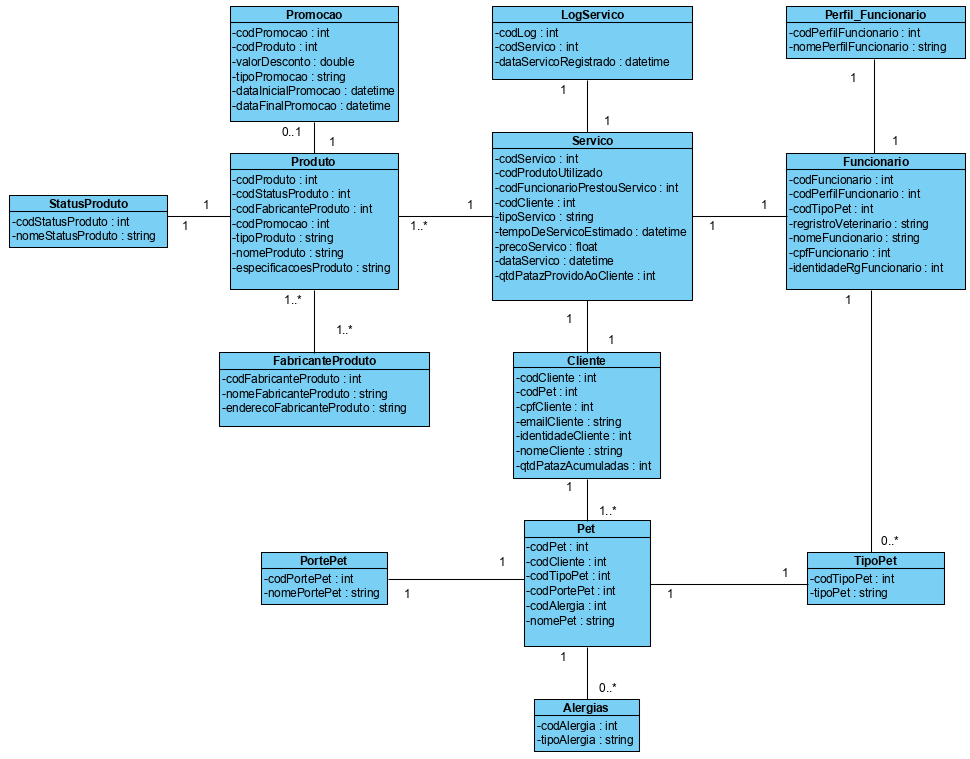 Promocao
-codPromocao : int
-codProduto : int
-valorDesconto : double
-tipoPromocao : string
-dataInicialPromocao : datetime
-dataFinalPromocao : datetime
0..1
1
LogServico
-codLog : int
-codServico : int
-dataServicoRegistrado : datetime
1
1
Perfil_Funcionario
-codPerfilFuncionario : int
-nomePerfilFuncionario : string
1
1
StatusProduto
-codStatusProduto : int
-nomeStatusProduto : string
1
1
Produto
-codProduto : int
-codStatusProduto : int
-codFabricanteProduto : int
-codPromocao : int
-tipoProduto : string
-nomeProduto : string
-especificacoesProduto : string
1
1..*
Servico
-codServico : int
-codProdutoUtilizado
-codFuncionarioPrestouServico : int
-codCliente : int
-tipoServico : string
-tempoDeServicoEstimado : datetime
-precoServico : float
-dataServico : datetime
-qtdPatazProvidoAoCliente : int
1
1
Funcionario
-codFuncionario : int
-codPerfilFuncionario : int
-codTipoPet : int
-regristroVeterinario : string
-nomeFuncionario : string
-cpfFuncionario : int
-identidadeRgFuncionario : int
1..*
1..*
1
1
1
FabricanteProduto
-codFabricanteProduto : int
-nomeFabricanteProduto : string
-enderecoFabricanteProduto : string
Cliente
-codCliente : int
-codPet : int
-cpfCliente : int
-emailCliente : string
-identidadeCliente : int
-nomeCliente : string
-qtdPatazAcumuladas : int
1
1..*
0..*
PortePet
-codPortePet : int
-nomePortePet : string
1
1
Pet
-codPet : int
-codCliente : int
-codTipoPet : int
-codPortePet : int
-codAlergia : int
-nomePet : string
1
1
TipoPet
-codTipoPet : int
-tipoPet : string
1
0..*
Alergias
-codAlergia : int
-tipoAlergia : string